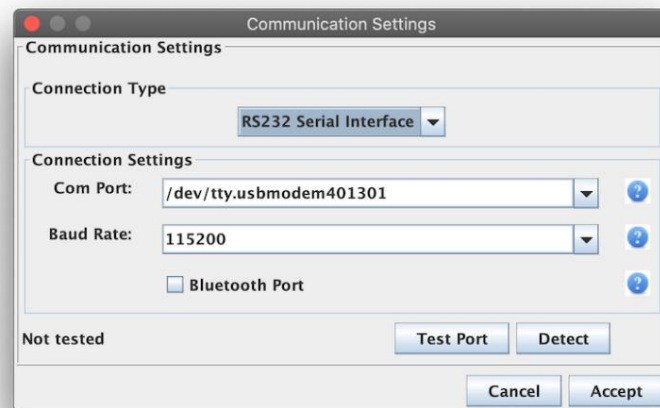 Communication Settings
Communication Settings
Connection Type
RS232 Serial Interface
Connection Settings
Com Port: /dev/tty.usbmodem401301 ?
Baud Rate: 115200 ?
Bluetooth Port ?
Not tested Test Port Detect
Cancel Accept